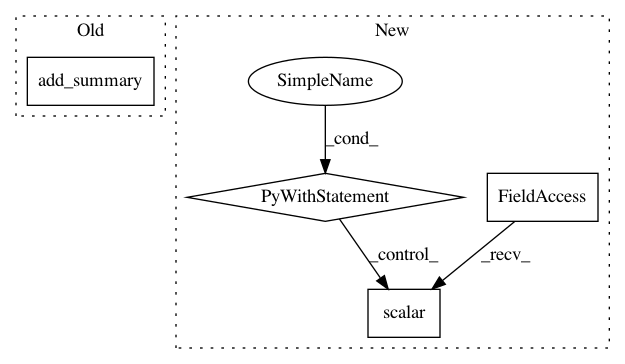 Old
New
add_summary
SimpleName
_cond_
PyWithStatement
FieldAccess
_control_
_recv_
scalar